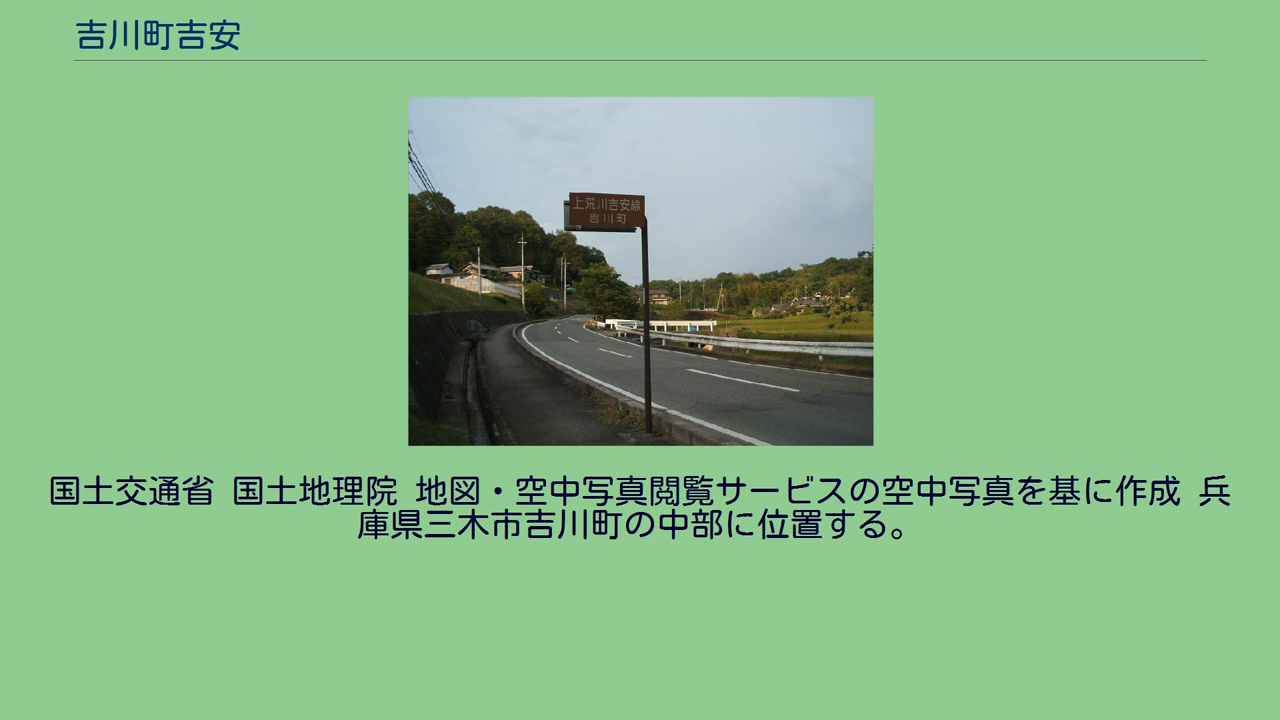 吉川町吉安
上荒川吉安線
吉川町
国土交通省 国土地理院 地図・空中写真閲覧サービスの空中写真を基に作成 兵
庫県三木市吉川町の中部に位置する。